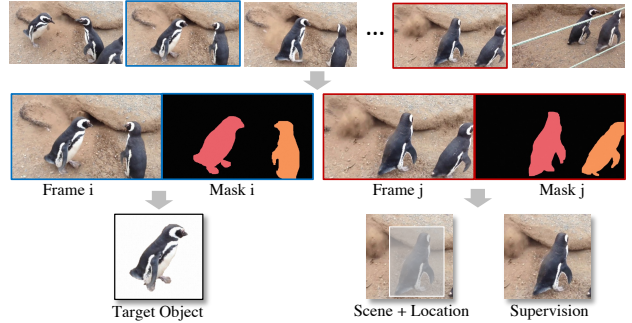 ...
Frame i
Mask i
Frame j
Mask j
Target Object
Scene + Location
Supervision